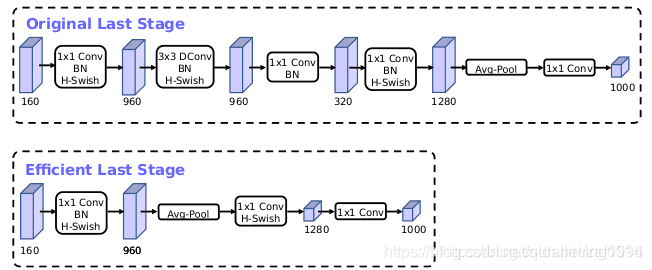 Original Last Stage
1x1 Conv
BN
H-Swish
3x3 DConv
BN
H-Swish
1x1 Conv
BN
1x1 Conv
BN
H-Swish
Avg-Pool
1x1 Conv
160
960
960
320
1280
1000
Efficient Last Stage
1x1 Conv
BN
H-Swish
Avg-Pool
1x1 Conv
H-Swish
1x1 Conv
160
960
1280
1000